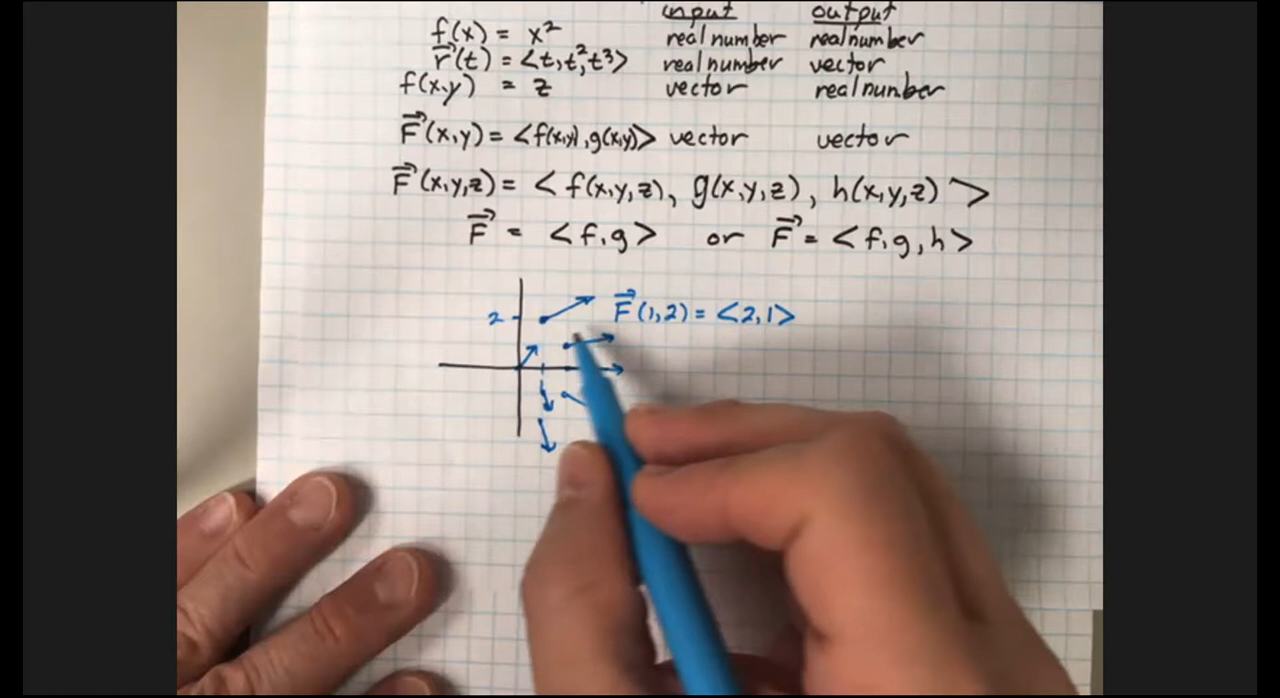 input output
f(x) = x² real number real number
r⃗(t) = <t, t², t³> real number vector
f(x,y) = z vector real number
F⃗(x,y) = <f(x,y), g(x,y)> vector vector
F⃗(x,y,z) = <f(x,y,z), g(x,y,z), h(x,y,z)>
F⃗ = <f,g> or F⃗ = <f,g,h>
2 F⃗(1,2) = <2,1>